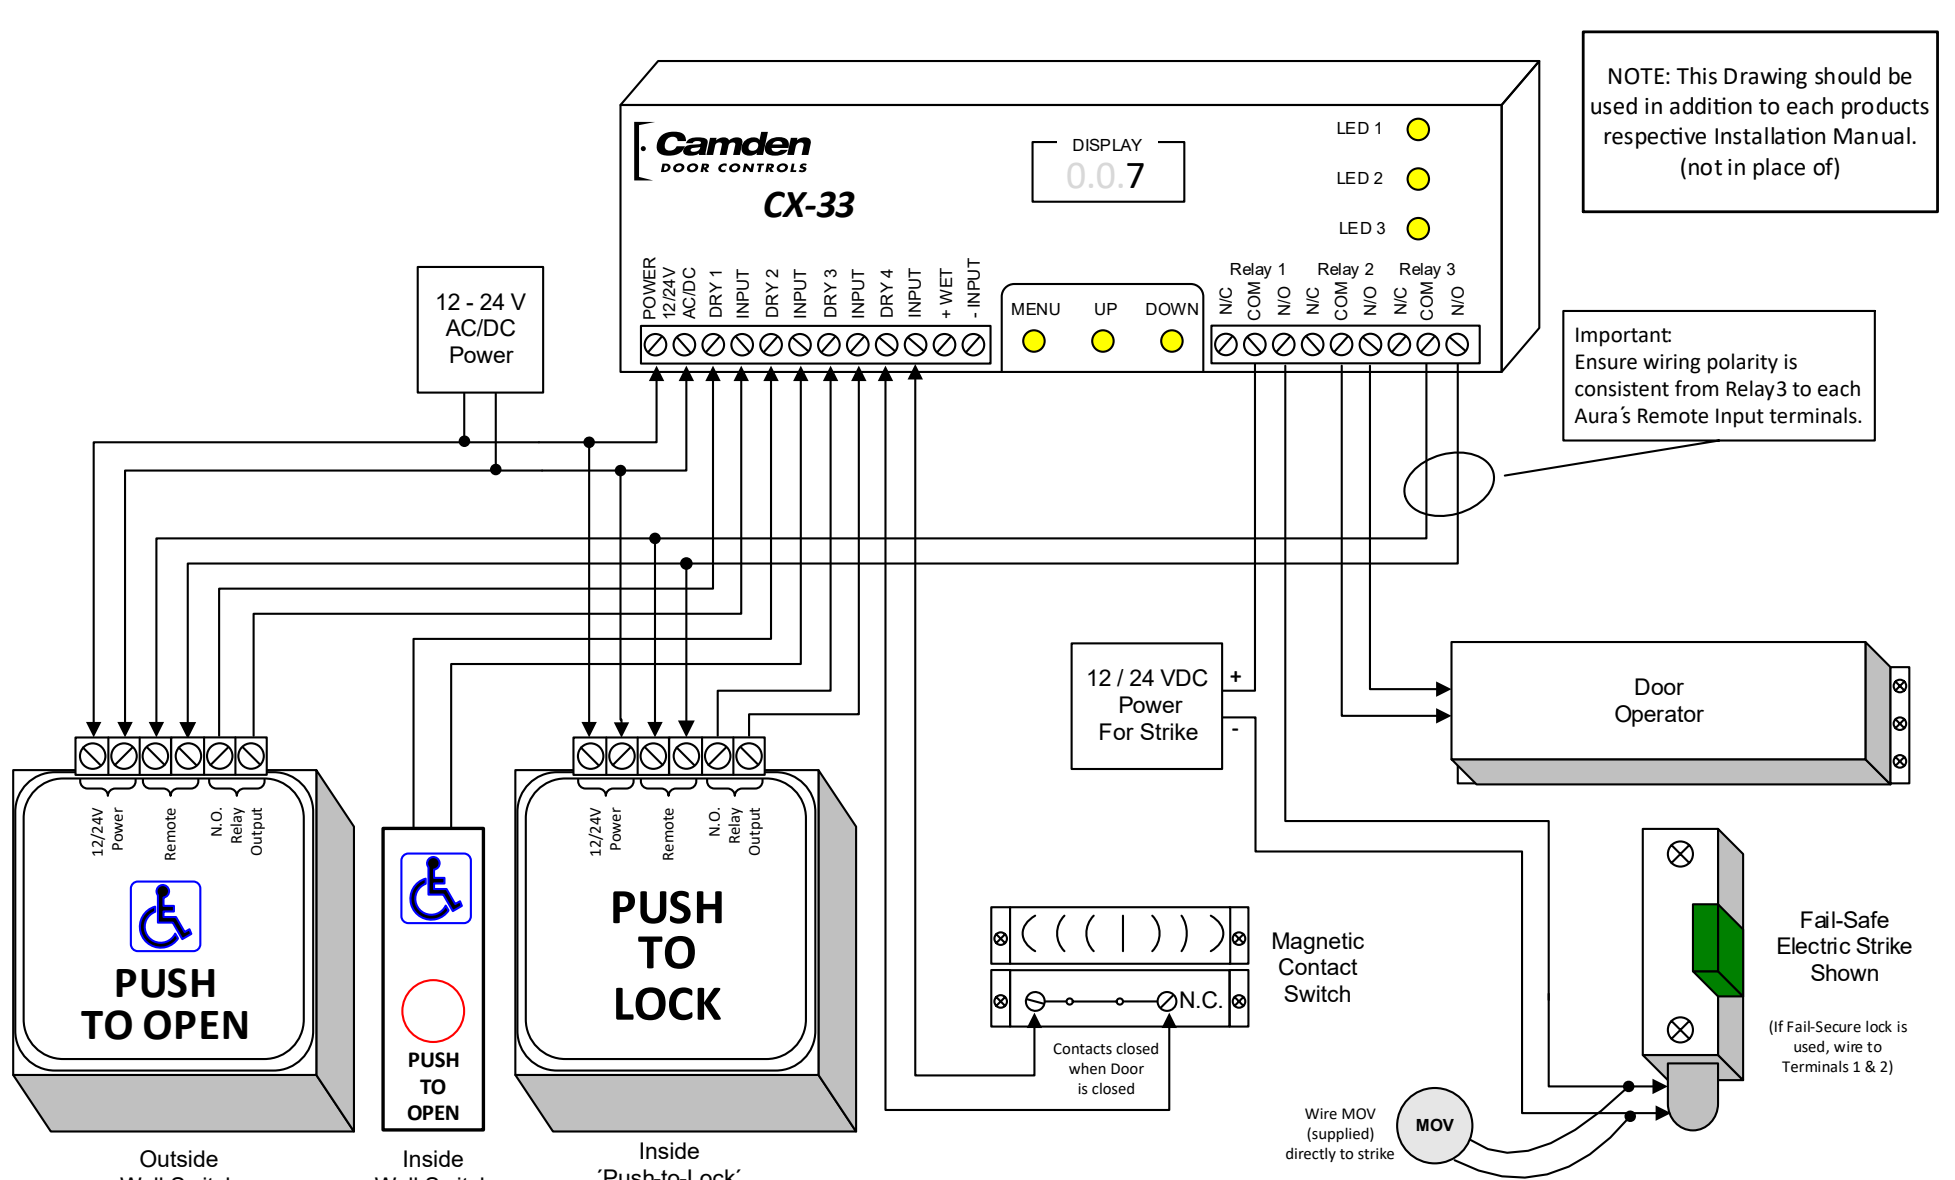 NOTE: This Drawing should be
used in addition to each products
respective Installation Manual.
(not in place of)
Camden
DOOR CONTROLS
CX-33
DISPLAY
0.0.7
LED 1
LED 2
LED 3
POWER
12/24V
AC/DC
DRY 1
INPUT
DRY 2
INPUT
DRY 3
INPUT
DRY 4
INPUT
+ WET
- INPUT
MENU
UP
DOWN
Relay 1
Relay 2
Relay 3
N/C
COM
N/O
N/C
COM
N/O
N/C
COM
N/O
12 - 24 V
AC/DC
Power
Important:
Ensure wiring polarity is
consistent from Relay3 to each
Aura´s Remote Input terminals.
12 / 24 VDC
Power
For Strike
+
-
Door
Operator
12/24V
Power
Remote
N.O.
Relay
Output
PUSH
TO OPEN
PUSH
TO
OPEN
12/24V
Power
Remote
N.O.
Relay
Output
PUSH
TO
LOCK
N.C.
Magnetic
Contact
Switch
Contacts closed
when Door
is closed
Fail-Safe
Electric Strike
Shown
(If Fail-Secure lock is
used, wire to
Terminals 1 & 2)
Wire MOV
(supplied)
directly to strike
MOV
Outside
Wall Switch
Inside
Wall Switch
Inside
´Push-to-Lock´